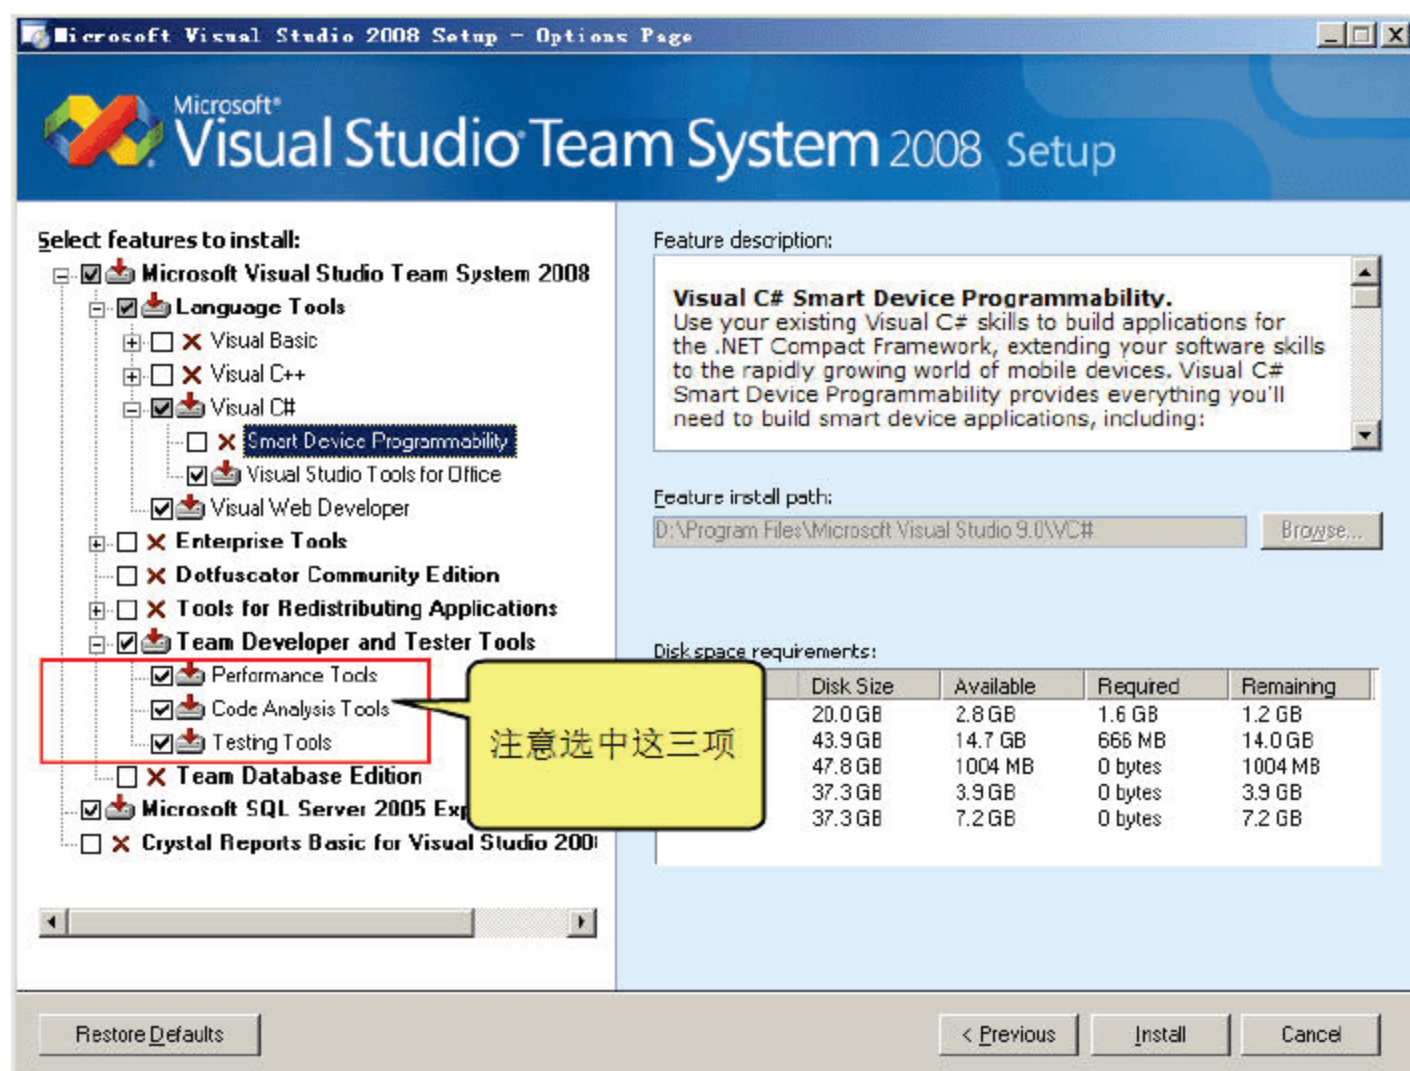 Microsoft Visual Studio 2008 Setup - Options Page
Microsoft®
Visual Studio® Team System 2008 Setup
Select features to install:
Microsoft Visual Studio Team System 2008
Language Tools
Visual Basic
Visual C++
Visual C#
Smart Device Programmability
Visual Studio Tools for Office
Visual Web Developer
Enterprise Tools
Dotfuscator Community Edition
Tools for Redistributing Applications
Team Developer and Tester Tools
Performance Tools
Code Analysis Tools
Testing Tools
Team Database Edition
Microsoft SQL Server 2005 Exp
Crystal Reports Basic for Visual Studio 200
注意选中这三项
Feature description:
Visual C# Smart Device Programmability.
Use your existing Visual C# skills to build applications for
the .NET Compact Framework, extending your software skills
to the rapidly growing world of mobile devices. Visual C#
Smart Device Programmability provides everything you'll
need to build smart device applications, including:
Feature install path:
D:\Program Files\Microsoft Visual Studio 9.0\VC#
Browse...
Disk space requirements:
Disk Size Available Required Remaining
20.0 GB 2.8 GB 1.6 GB 1.2 GB
43.9 GB 14.7 GB 666 MB 14.0 GB
47.8 GB 1004 MB 0 bytes 1004 MB
37.3 GB 3.9 GB 0 bytes 3.9 GB
37.3 GB 7.2 GB 0 bytes 7.2 GB
Restore Defaults
< Previous
Install
Cancel